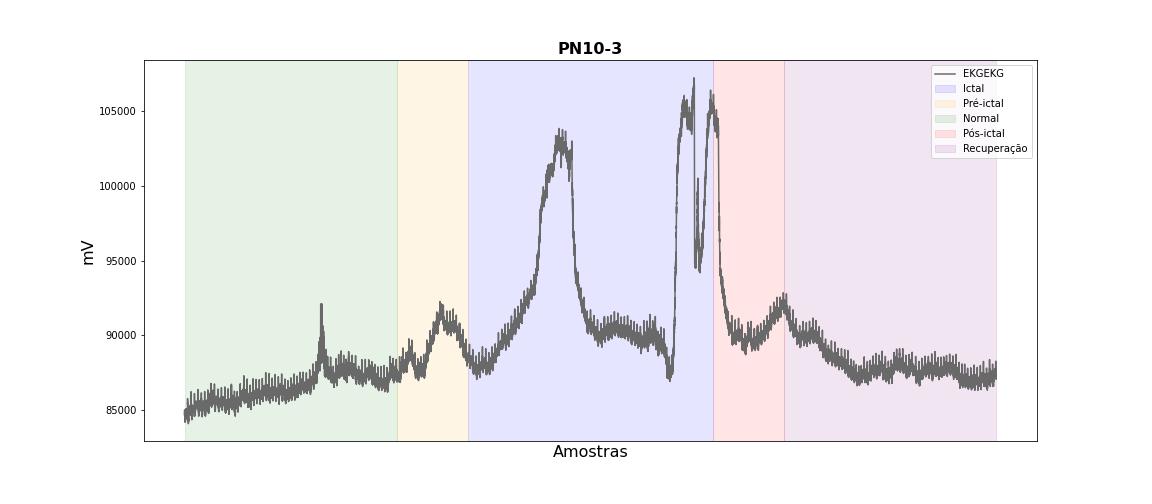 PN10-3
EKGEKG
Ictal
Pré-ictal
Normal
Pós-ictal
Recuperação
105000
100000
95000
90000
85000
mV
Amostras